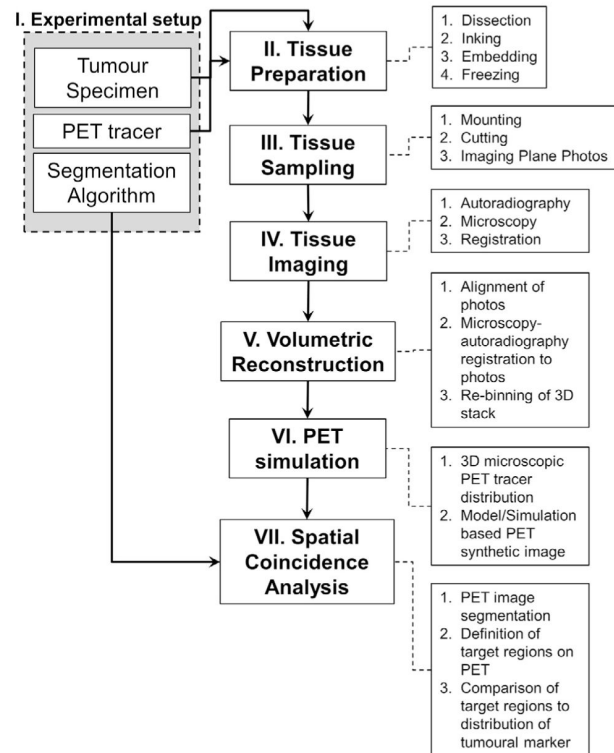 I. Experimental setup
Tumour
Specimen
PET tracer
Segmentation
Algorithm
II. Tissue
Preparation
1. Dissection
2. Inking
3. Embedding
4. Freezing
III. Tissue
Sampling
1. Mounting
2. Cutting
3. Imaging Plane Photos
IV. Tissue
Imaging
1. Autoradiography
2. Microscopy
3. Registration
V. Volumetric
Reconstruction
1. Alignment of
photos
2. Microscopy-
autoradiography
registration to
photos
3. Re-binning of 3D
stack
VI. PET
simulation
1. 3D microscopic
PET tracer
distribution
2. Model/Simulation
based PET
synthetic image
VII. Spatial
Coincidence
Analysis
1. PET image
segmentation
2. Definition of
target regions on
PET
3. Comparison of
target regions to
distribution of
tumoural marker